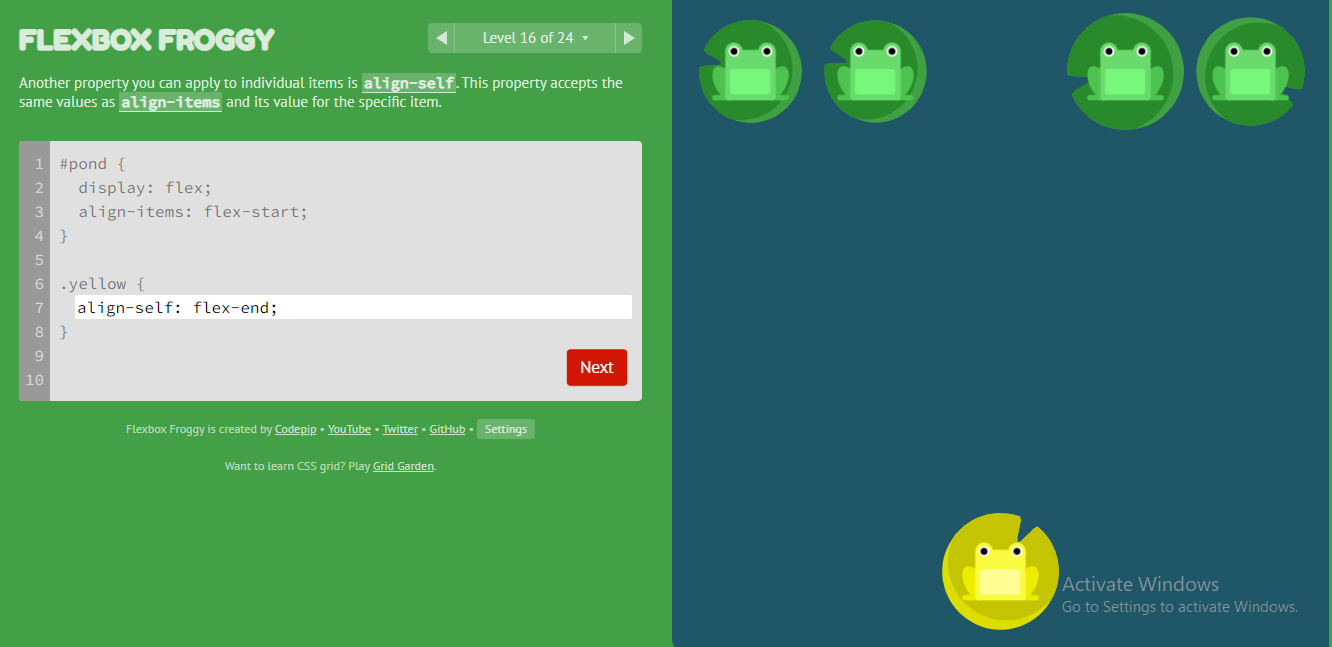 FLEXBOX FROGGY
Level 16 of 24
Another property you can apply to individual items is align-self. This property accepts the
same values as align-items and its value for the specific item.
1 #pond {
2 display: flex;
3 align-items: flex-start;
4 }
5
6 .yellow {
7 align-self: flex-end;
8 }
9
10
Next
Flexbox Froggy is created by Codepip • YouTube • Twitter • GitHub • Settings
Want to learn CSS grid? Play Grid Garden.
Activate Windows
Go to Settings to activate Windows.